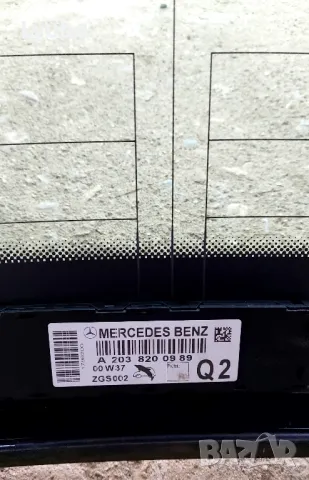 MERCEDES BENZ
A 203 820 09 89
00 W37
ZGS002
Q2
BAZAR